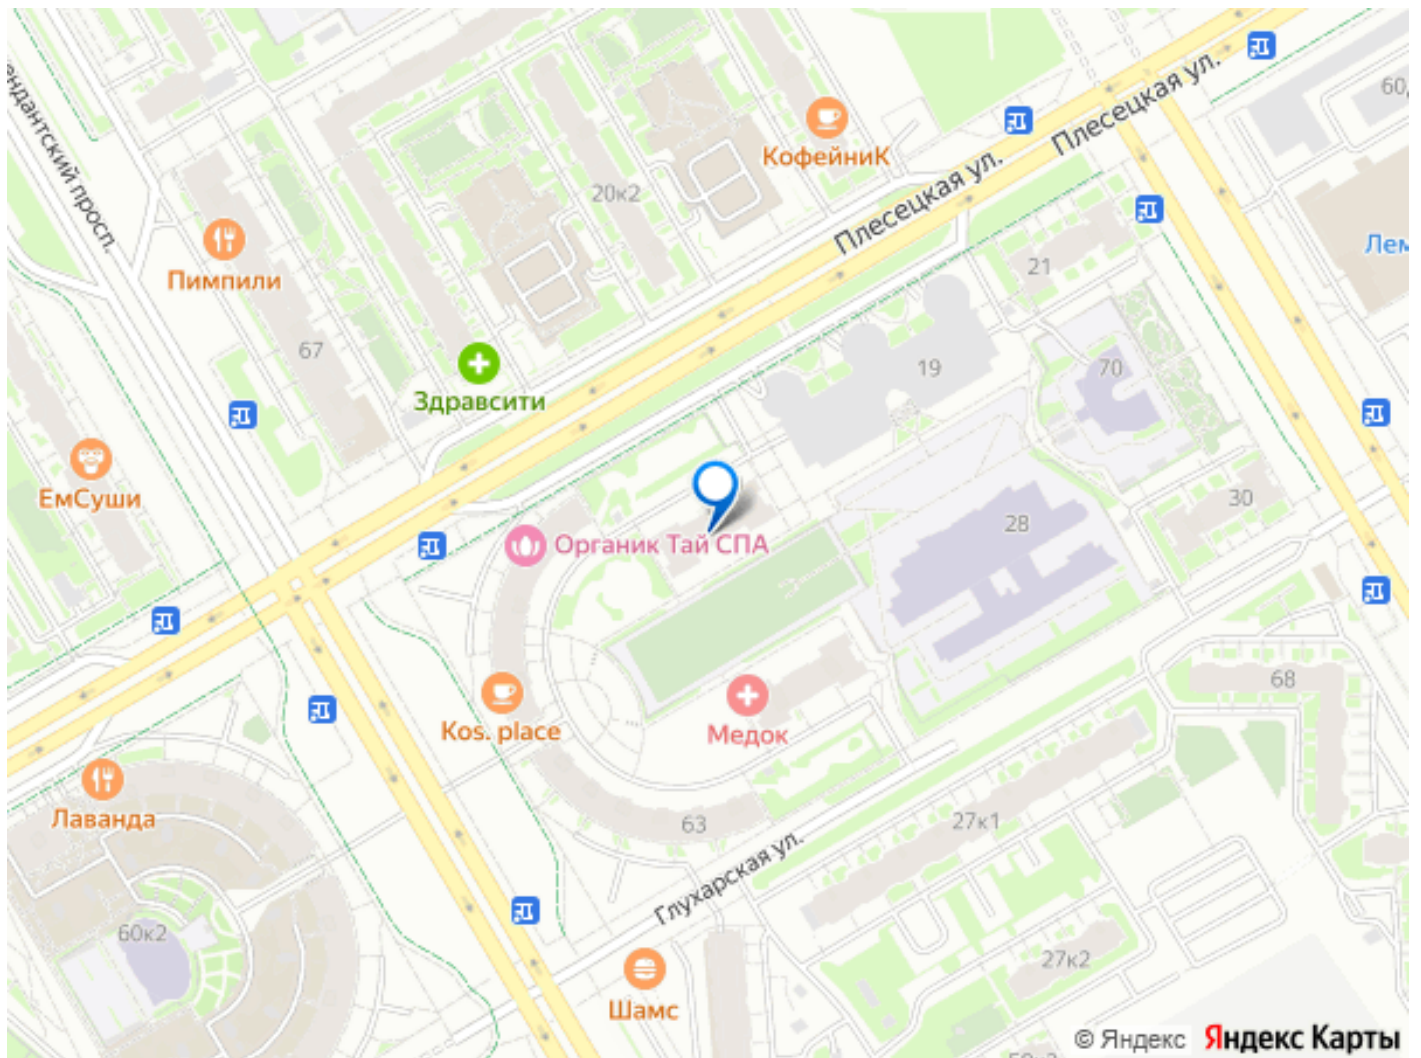 Плесецкая ул.
60д
КофейниК
Плесецкая ул.
20к2
ендантский просп.
Лем
Пимпили
21
67
19
70
Здравсити
ЕмСуши
30
28
Органик Тай СПА
68
Kos. place
Медок
Лаванда
63
27к1
Глухарская ул.
60к2
27к2
Шамс
© Яндекс Яндекс Карты